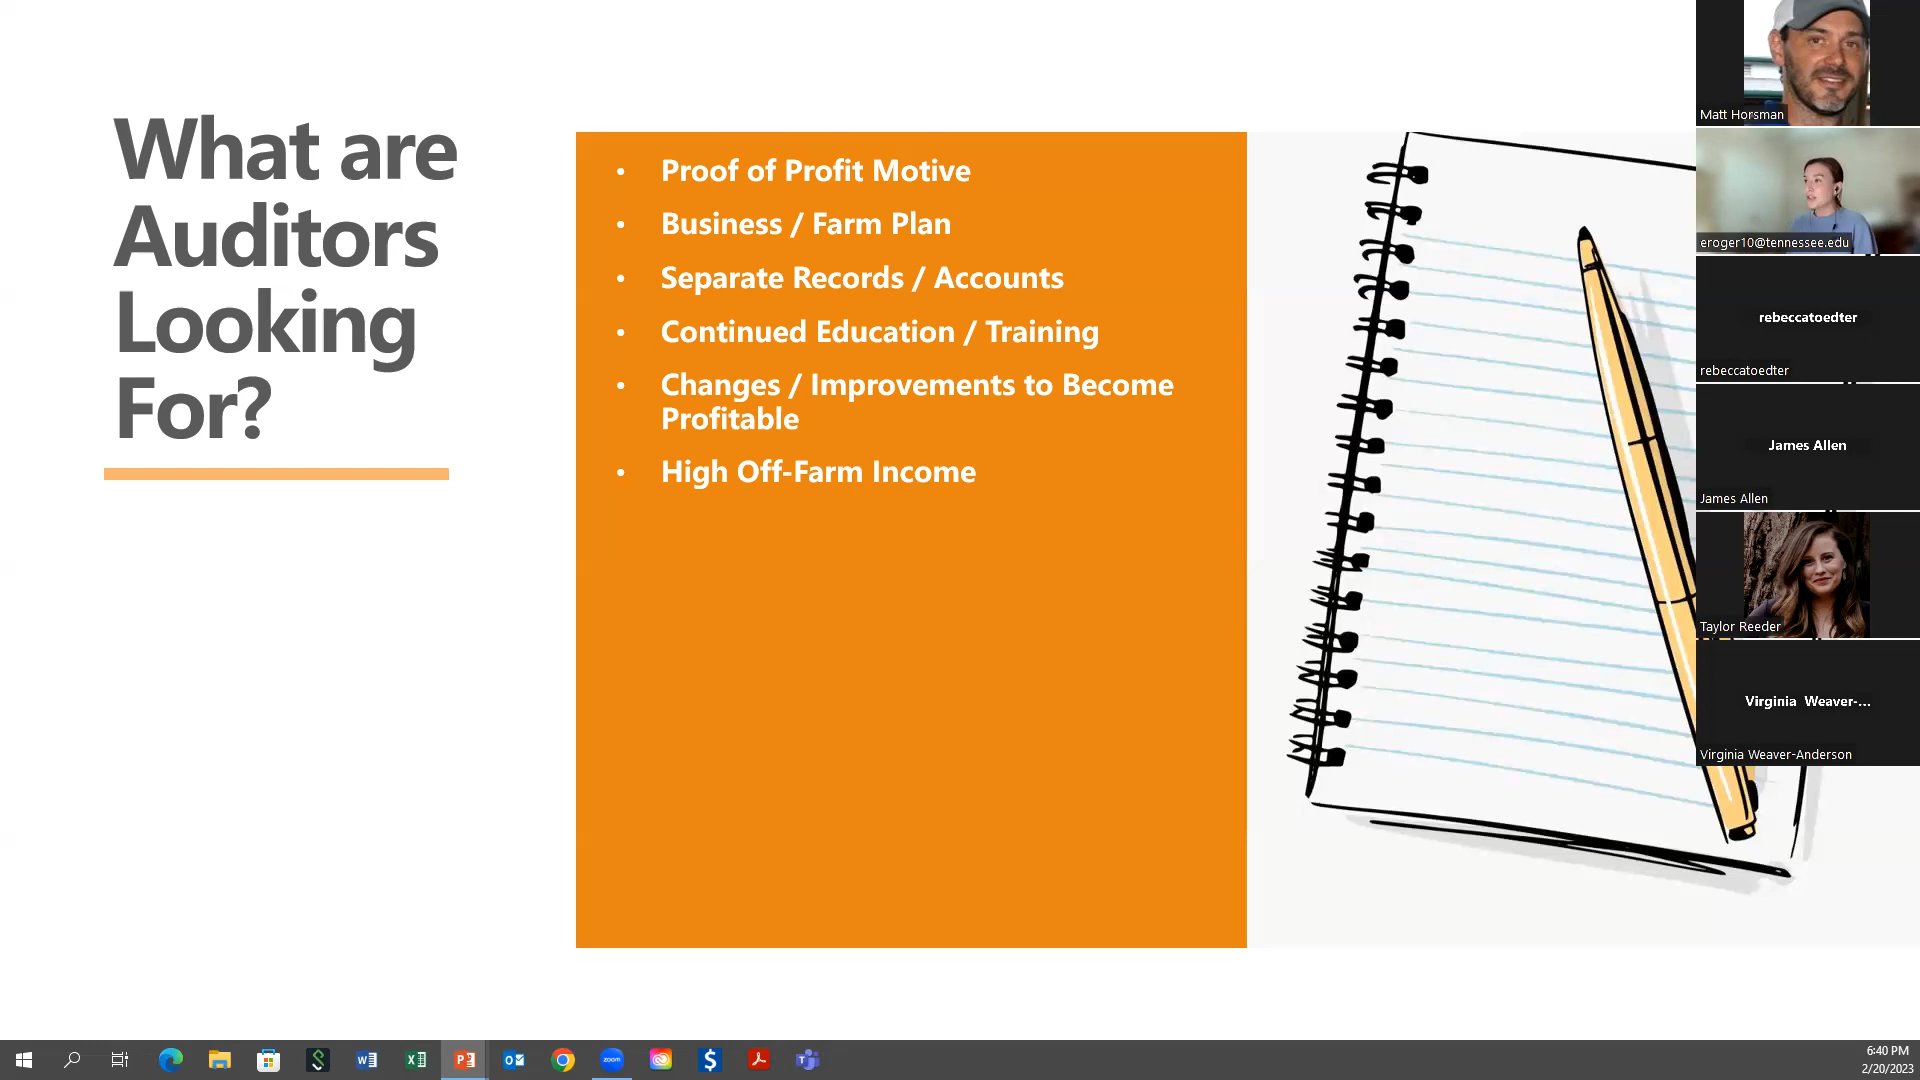 What are
Auditors
Looking
For?
• Proof of Profit Motive
• Business / Farm Plan
• Separate Records / Accounts
• Continued Education / Training
• Changes / Improvements to Become
Profitable
• High Off-Farm Income
Matt Horsman
eroger10@tennessee.edu
rebeccatoedter
rebeccatoedter
James Allen
James Allen
Taylor Reeder
Virginia Weaver-...
Virginia Weaver-Anderson
zoom
6:40 PM
2/20/2023